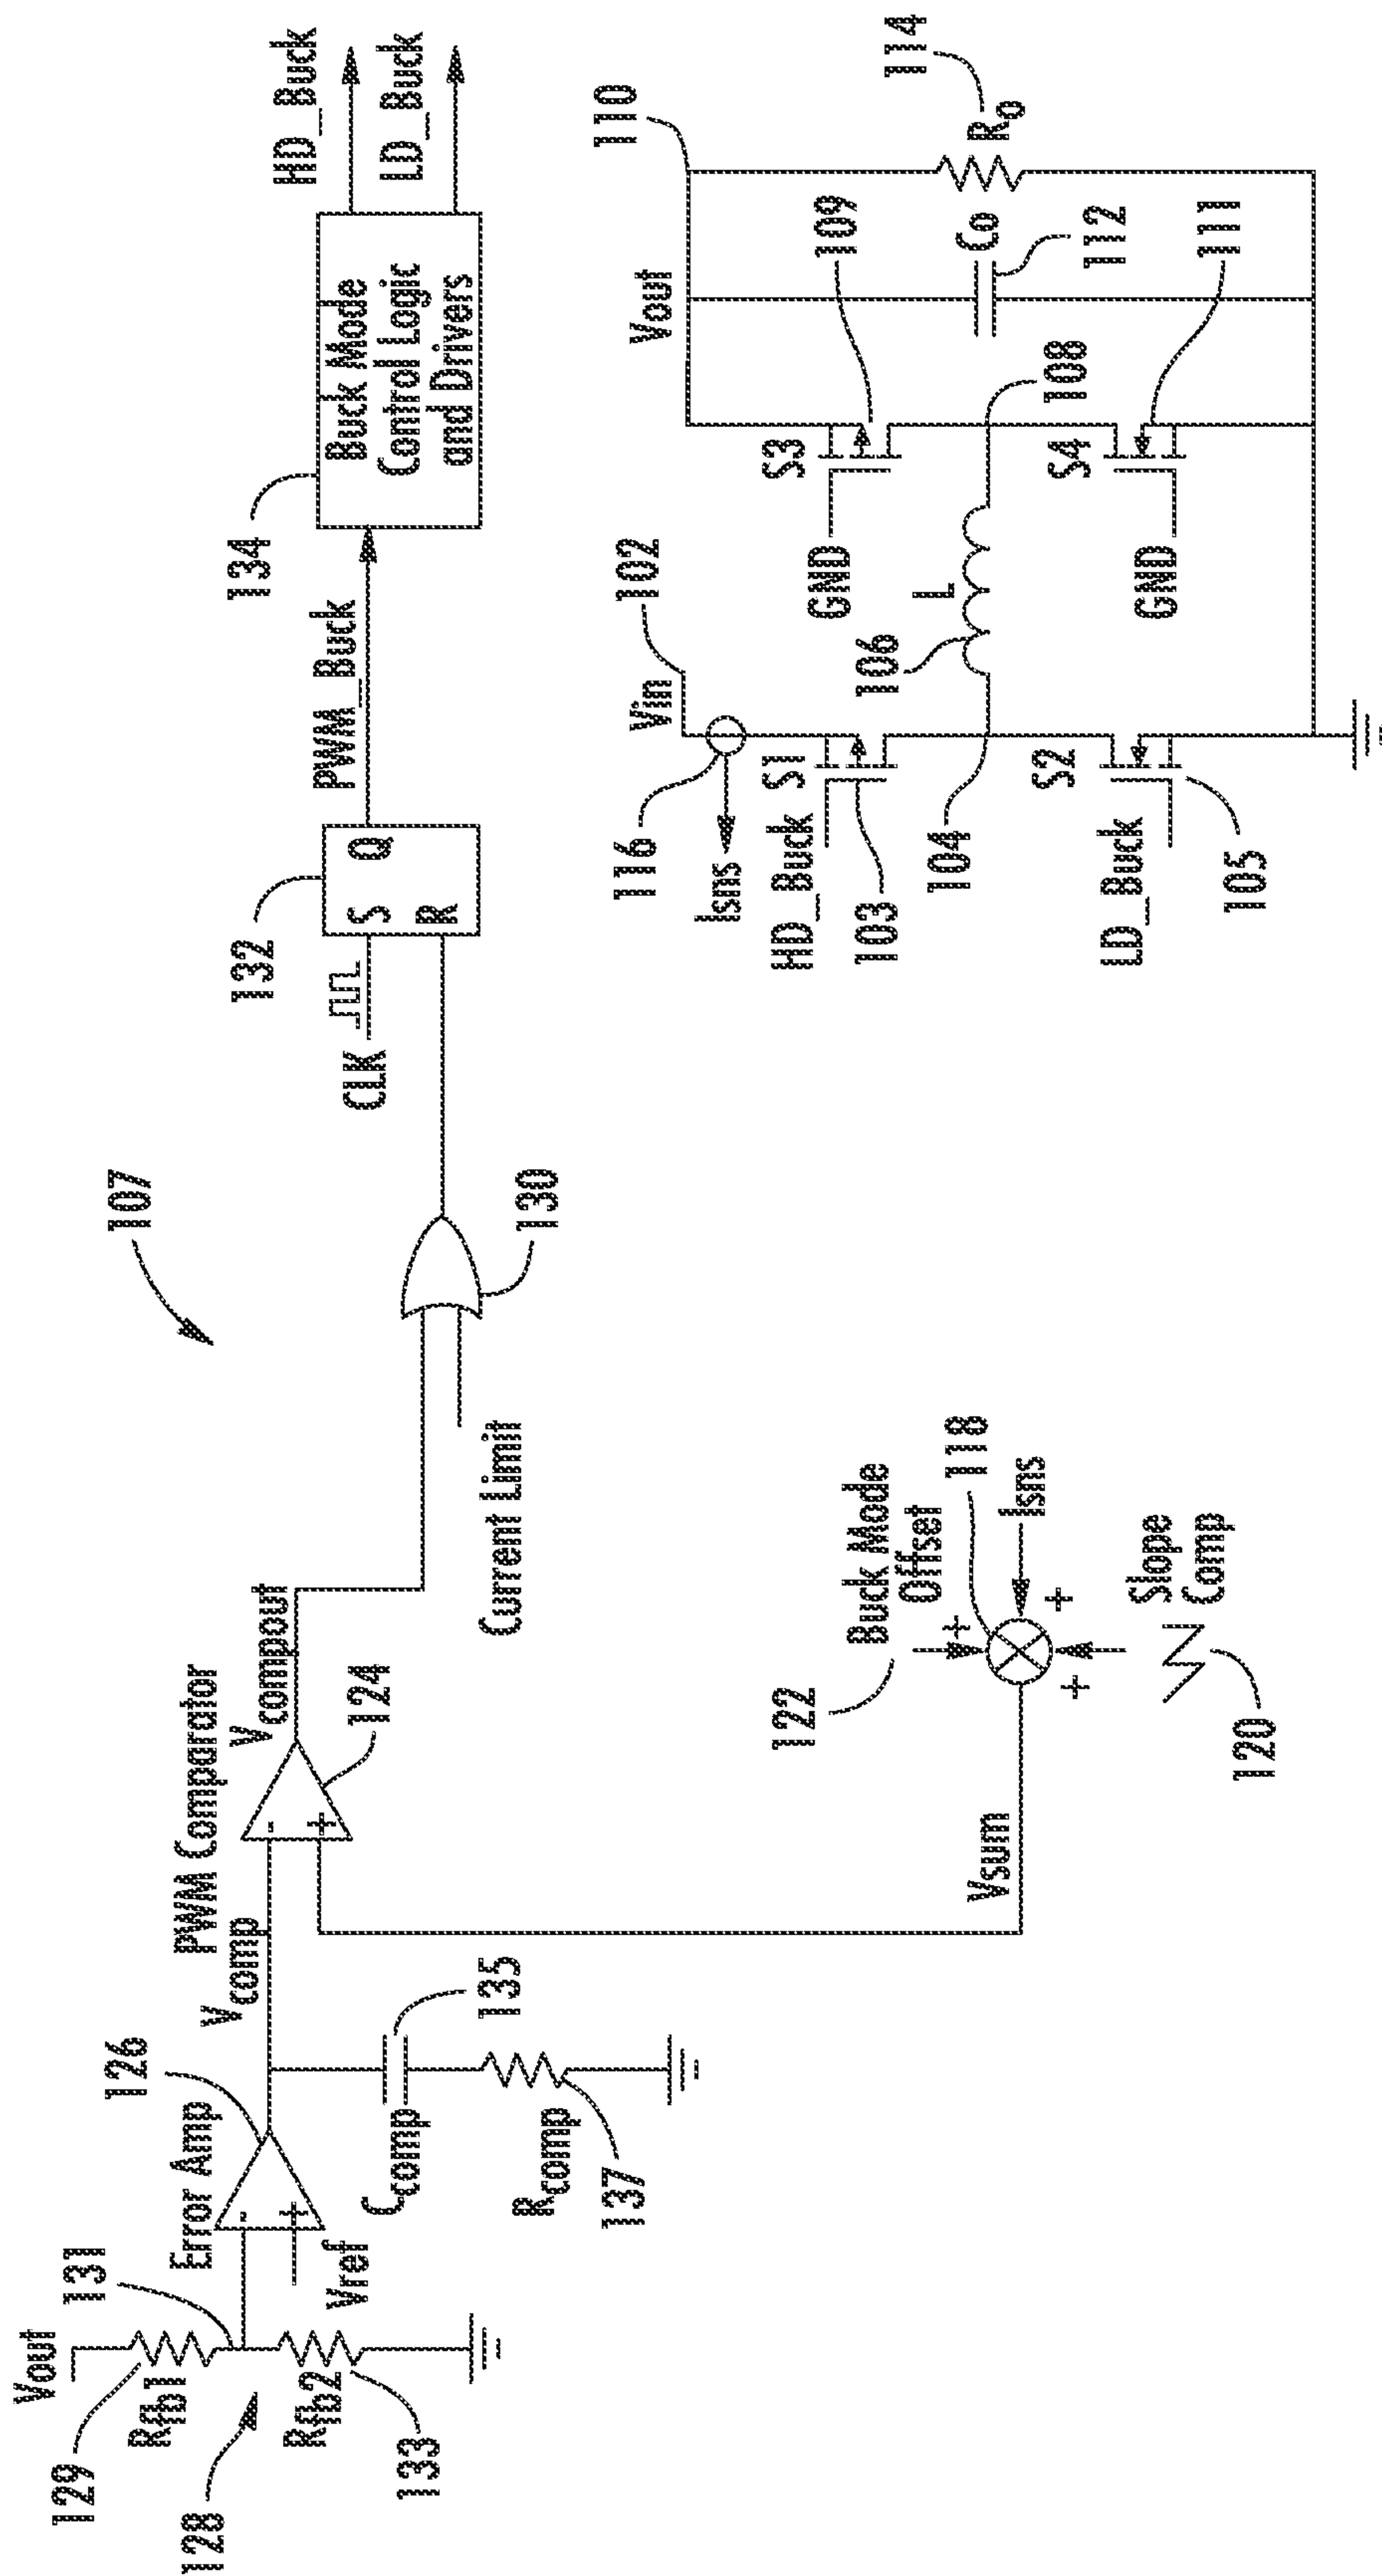 107
Vout
129
Rfb1
131
128
Rfb2
133
Error Amp
126
-
+
Vref
Vcomp
Ccomp
135
Rcomp
137
PWM Comparator
-
+
124
Vcompout
Vsum
Current Limit
130
CLK
S Q
R
132
PWM_Buck
134
Buck Mode
Control Logic
and Drivers
HD_Buck
LD_Buck
122
Buck Mode
Offset
118
Isns
+
+
+
Slope
Comp
120
116
Isns
Vin
102
HD_Buck
S1
103
104
106
L
108
LD_Buck
S2
105
GND
S3
109
GND
S4
111
Vout
110
Co
112
Ro
114